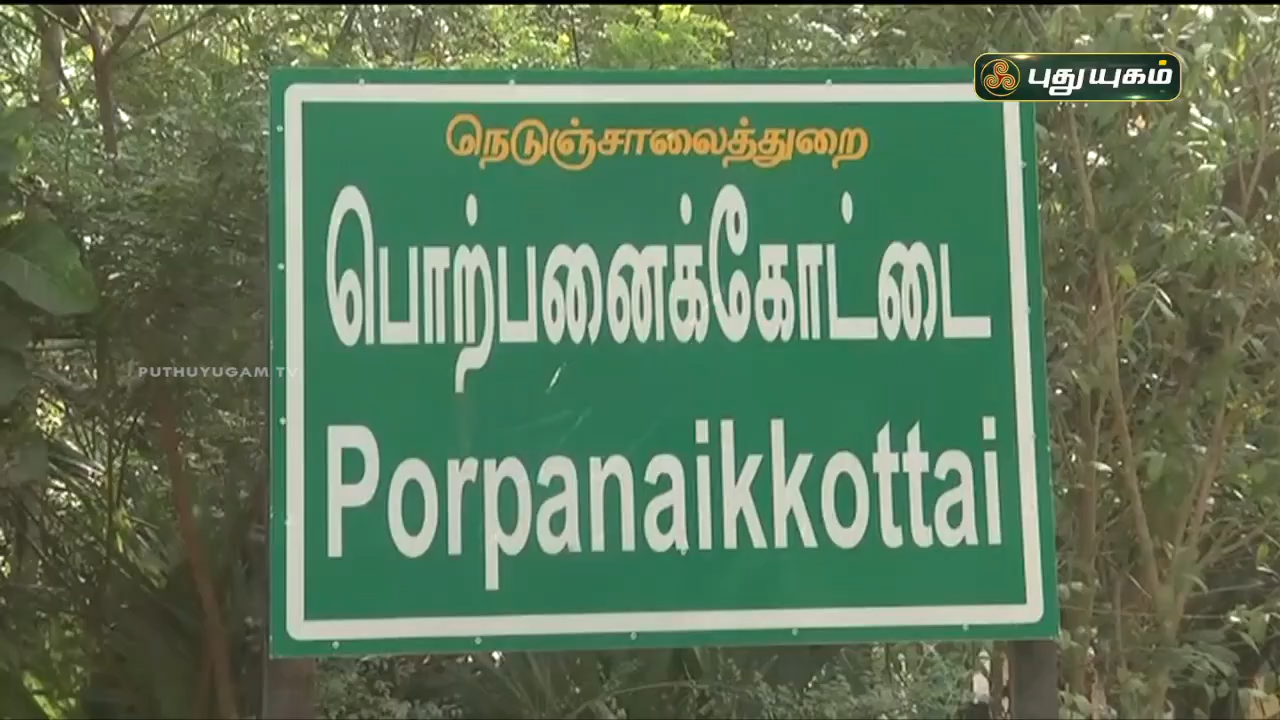 புதுயுகம்
நெடுஞ்சாலைத்துறை
பொற்பனைக்கோட்டை
PUTHUYUGAM TV
Porpanaikkottai